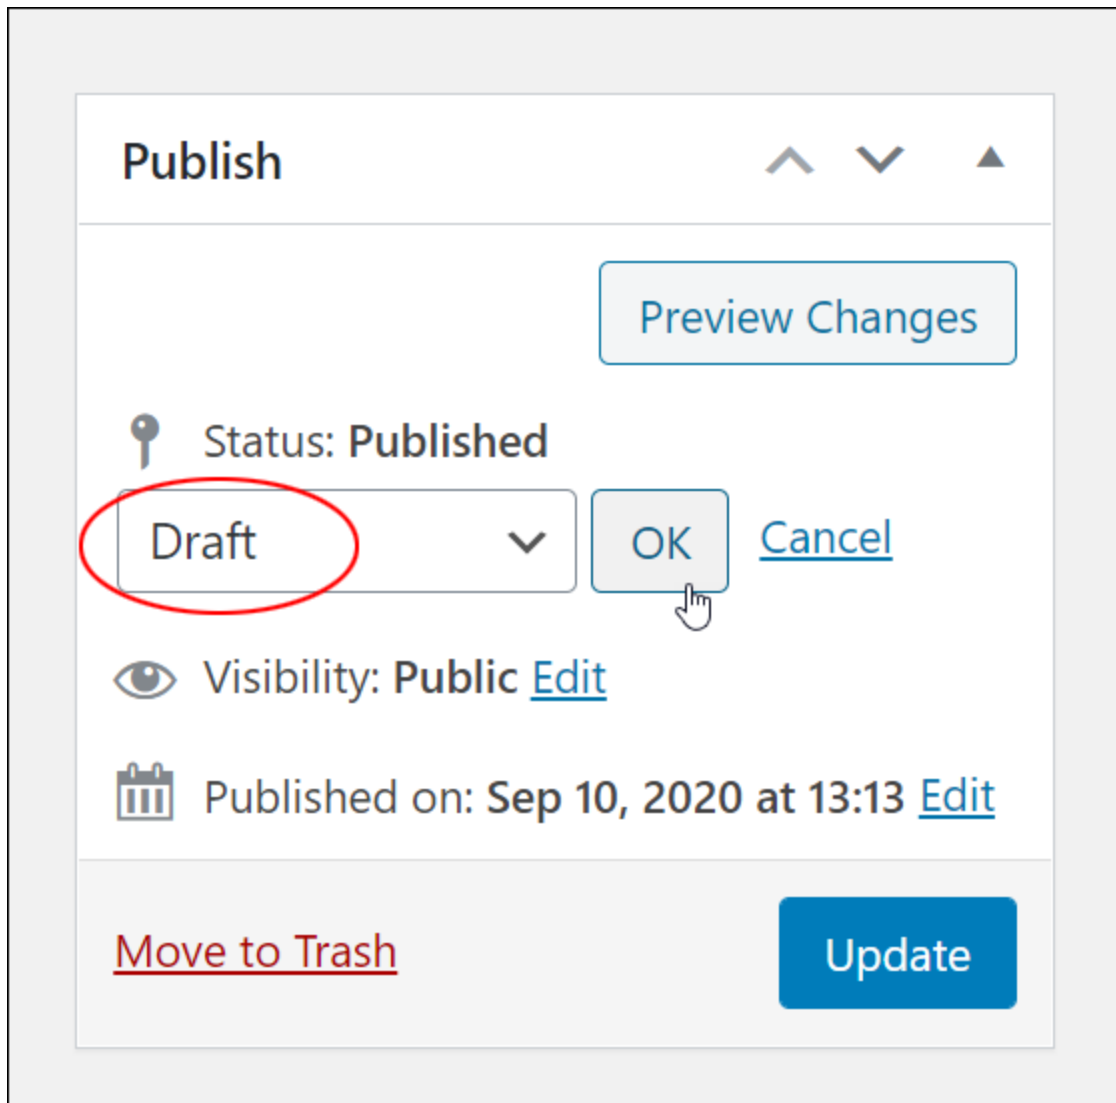 Publish
Preview Changes
Status: Published
Draft OK Cancel
Visibility: Public Edit
Published on: Sep 10, 2020 at 13:13 Edit
Move to Trash Update